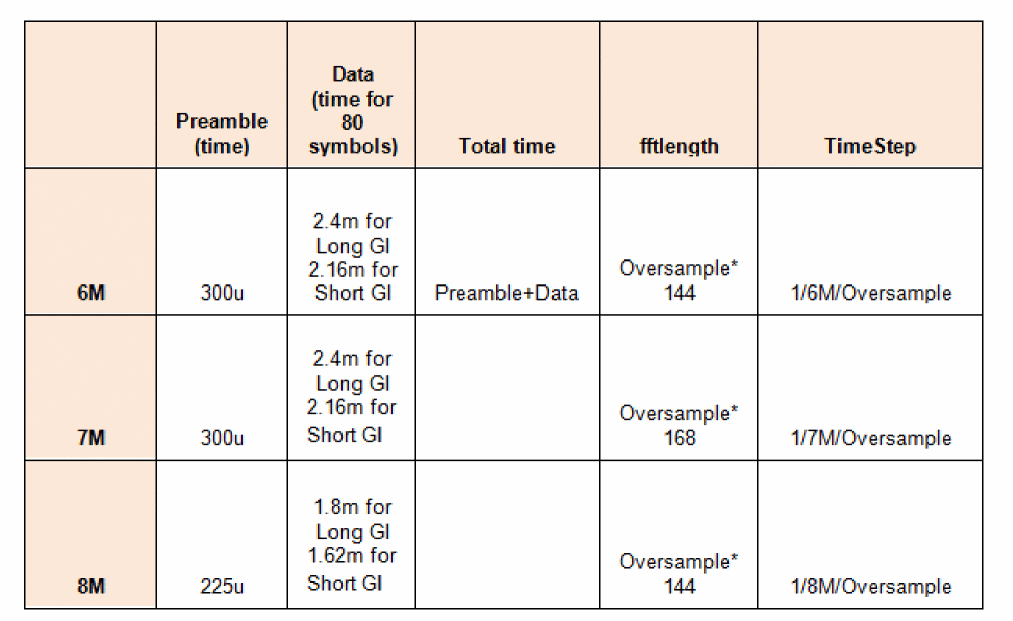 Preamble
(time)
Data
(time for
80
symbols)
Total time
fftlength
TimeStep
6M
300u
2.4m for
Long GI
2.16m for
Short GI
Preamble+Data
Oversample*
144
1/6M/Oversample
7M
300u
2.4m for
Long GI
2.16m for
Short GI
Oversample*
168
1/7M/Oversample
8M
225u
1.8m for
Long GI
1.62m for
Short GI
Oversample*
144
1/8M/Oversample